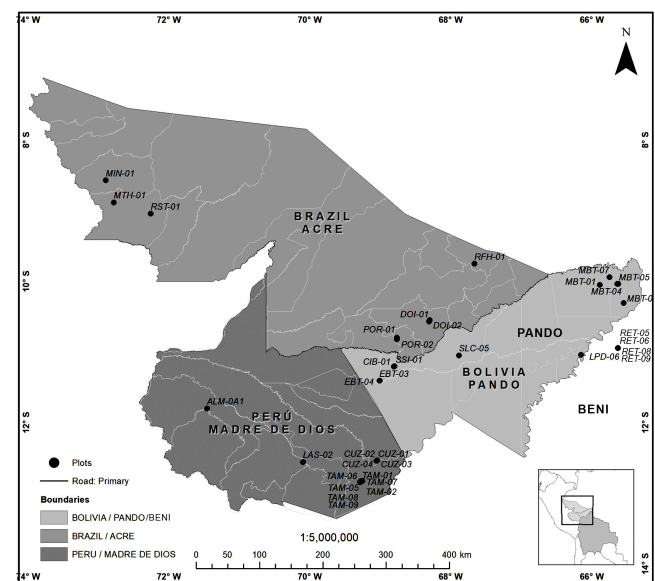 74° W 72° W 70° W 68° W 66° W
N
8° S 8° S
MIN-01
MTH-01
RST-01
BRAZIL
ACRE
RFH-01
MBT-07
MBT-05
MBT-01
MBT-04
10° S 10° S
DOI-01
DOI-02
POR-01
POR-02
PANDO
RET-05
RET-06
RET-08
RET-09
LPD-06
SLC-05
SSI-01
CIB-01
EBT-03
EBT-04
BOLIVIA
PANDO
BENI
ALM-0A1
PERÚ
MADRE DE DIOS
12° S 12° S
LAS-02
CUZ-02 CUZ-01
CUZ-04 CUZ-03
TAM-06 TAM-01
TAM-05 TAM-07
TAM-08 TAM-02
TAM-09
Plots
Road: Primary
Boundaries
BOLIVIA / PANDO/BENI
BRAZIL / ACRE
PERU / MADRE DE DIOS
1:5,000,000
0 50 100 200 300 400 km
14° S
74° W 72° W 70° W 68° W 66° W